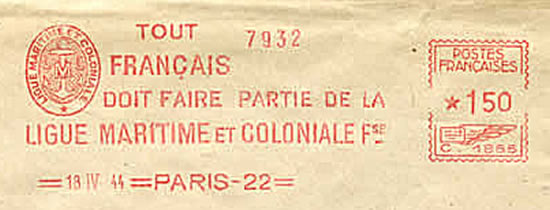 LIGUE MARITIME ET COLONIALE
TOUT 7932
FRANÇAIS
DOIT FAIRE PARTIE DE LA
LIGUE MARITIME ET COLONIALE Fse
18 IV 44 PARIS-22
POSTES
FRANÇAISES
*150
C 1865